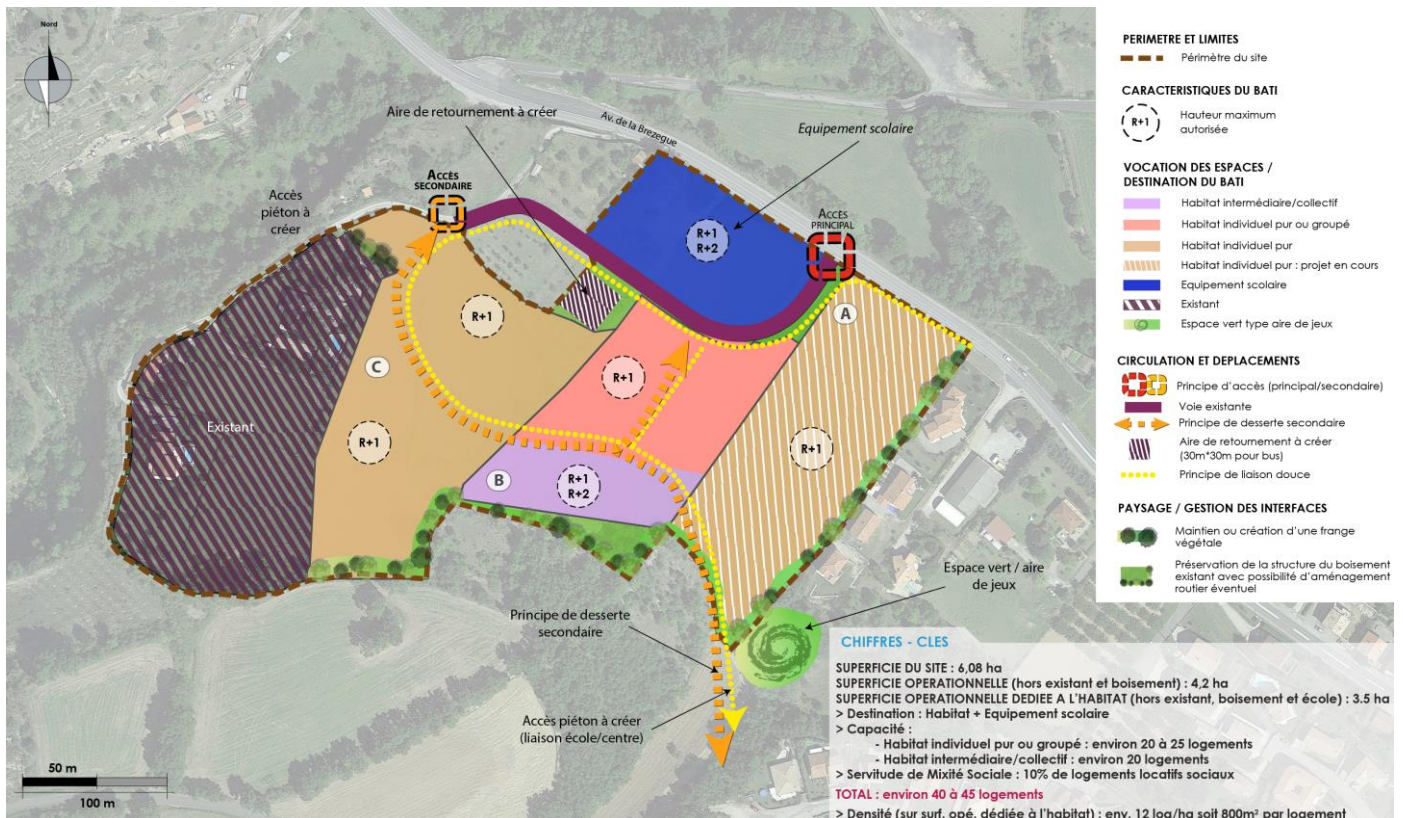 Nord
Aire de retournement à créer
Av. de la Brezegue
Equipement scolaire
ACCÈS
SECONDAIRE
Accès
piéton à
créer
ACCÈS
PRINCIPAL
R+1
R+2
A
R+1
R+1
C
R+1
R+1
Existant
B
R+1
R+2
Espace vert / aire
de jeux
Principe de desserte
secondaire
Accès piéton à créer
(liaison école/centre)
50 m
100 m
PERIMETRE ET LIMITES
Périmètre du site
CARACTERISTIQUES DU BATI
R+1
Hauteur maximum
autorisée
VOCATION DES ESPACES /
DESTINATION DU BATI
Habitat intermédiaire/collectif
Habitat individuel pur ou groupé
Habitat individuel pur
Habitat individuel pur : projet en cours
Equipement scolaire
Existant
Espace vert type aire de jeux
CIRCULATION ET DEPLACEMENTS
Principe d'accès (principal/secondaire)
Voie existante
Principe de desserte secondaire
Aire de retournement à créer
(30m*30m pour bus)
Principe de liaison douce
PAYSAGE / GESTION DES INTERFACES
Maintien ou création d'une frange
végétale
Préservation de la structure du boisement
existant avec possibilité d'aménagement
routier éventuel
CHIFFRES - CLES
SUPERFICIE DU SITE : 6,08 ha
SUPERFICIE OPERATIONNELLE (hors existant et boisement) : 4,2 ha
SUPERFICIE OPERATIONNELLE DEDIEE A L'HABITAT (hors existant, boisement et école) : 3.5 ha
> Destination : Habitat + Equipement scolaire
> Capacité :
- Habitat individuel pur ou groupé : environ 20 à 25 logements
- Habitat intermédiaire/collectif : environ 20 logements
> Servitude de Mixité Sociale : 10% de logements locatifs sociaux
TOTAL : environ 40 à 45 logements
> Densité (sur surf. opé. dédiée à l'habitat) : env. 12 log/ha soit 800m² par logement